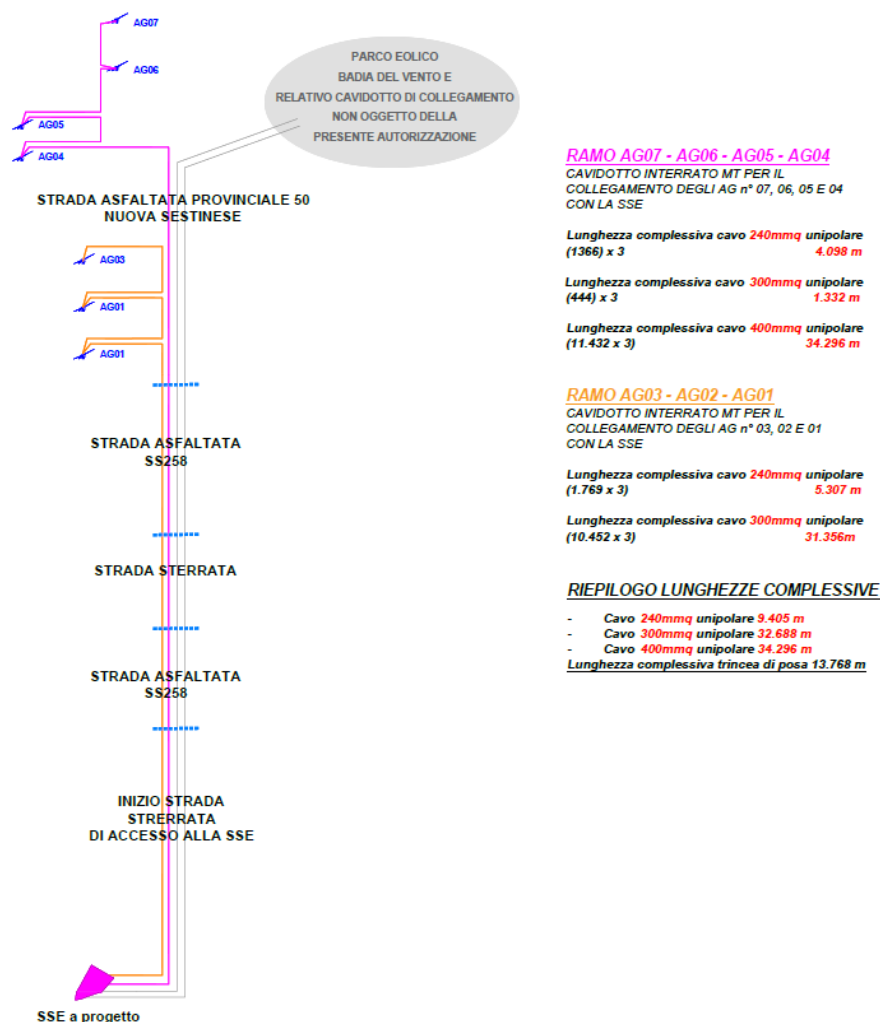 AG07
AG06
AG05
AG04
PARCO EOLICO
BADIA DEL VENTO E
RELATIVO CAVIDOTTO DI COLLEGAMENTO
NON OGGETTO DELLA
PRESENTE AUTORIZZAZIONE
STRADA ASFALTATA PROVINCIALE 50
NUOVA SESTINESE
AG03
AG01
AG01
STRADA ASFALTATA
SS258
STRADA STERRATA
STRADA ASFALTATA
SS258
INIZIO STRADA
STRERRATA
DI ACCESSO ALLA SSE
SSE a progetto
RAMO AG07 - AG06 - AG05 - AG04
CAVIDOTTO INTERRATO MT PER IL
COLLEGAMENTO DEGLI AG n° 07, 06, 05 E 04
CON LA SSE
Lunghezza complessiva cavo 240mmq unipolare
(1366) x 3 4.098 m
Lunghezza complessiva cavo 300mmq unipolare
(444) x 3 1.332 m
Lunghezza complessiva cavo 400mmq unipolare
(11.432 x 3) 34.296 m
RAMO AG03 - AG02 - AG01
CAVIDOTTO INTERRATO MT PER IL
COLLEGAMENTO DEGLI AG n° 03, 02 E 01
CON LA SSE
Lunghezza complessiva cavo 240mmq unipolare
(1.769 x 3) 5.307 m
Lunghezza complessiva cavo 300mmq unipolare
(10.452 x 3) 31.356m
RIEPILOGO LUNGHEZZE COMPLESSIVE
- Cavo 240mmq unipolare 9.405 m
- Cavo 300mmq unipolare 32.688 m
- Cavo 400mmq unipolare 34.296 m
Lunghezza complessiva trincea di posa 13.768 m